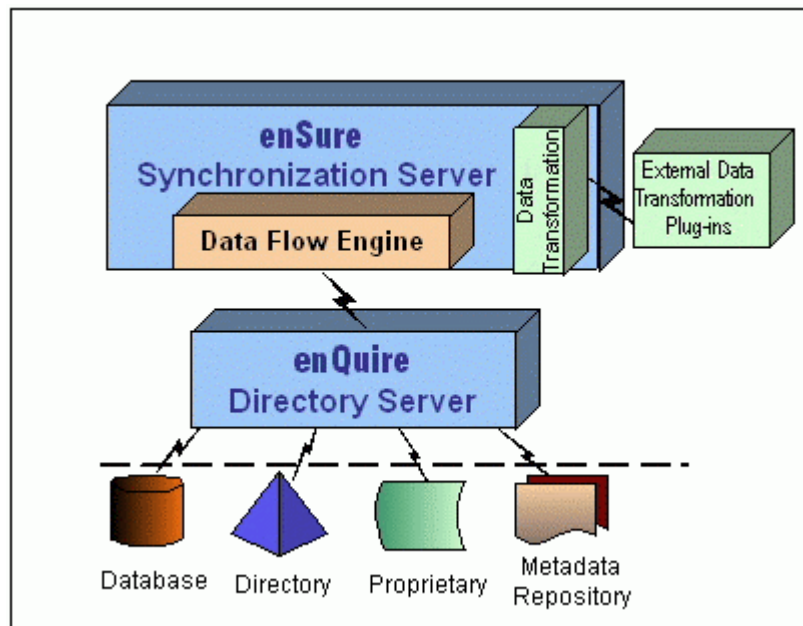 enSure
Synchronization Server
Data Flow Engine
Data
Transformation
External Data
Transformation
Plug-ins
enQuire
Directory Server
Database
Directory
Proprietary
Metadada
Repository